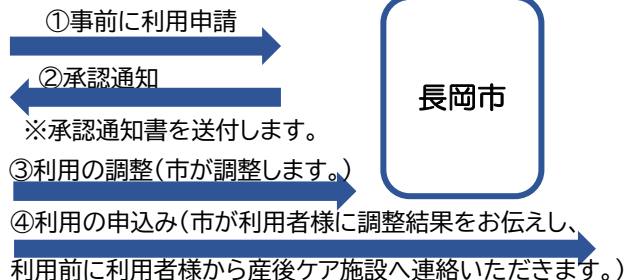 ①事前に利用申請
②承認通知
長岡市
※承認通知書を送付します。
③利用の調整(市が調整します。)
④利用の申込み(市が利用者様に調整結果をお伝えし、
利用前に利用者様から産後ケア施設へ連絡いただきます。)